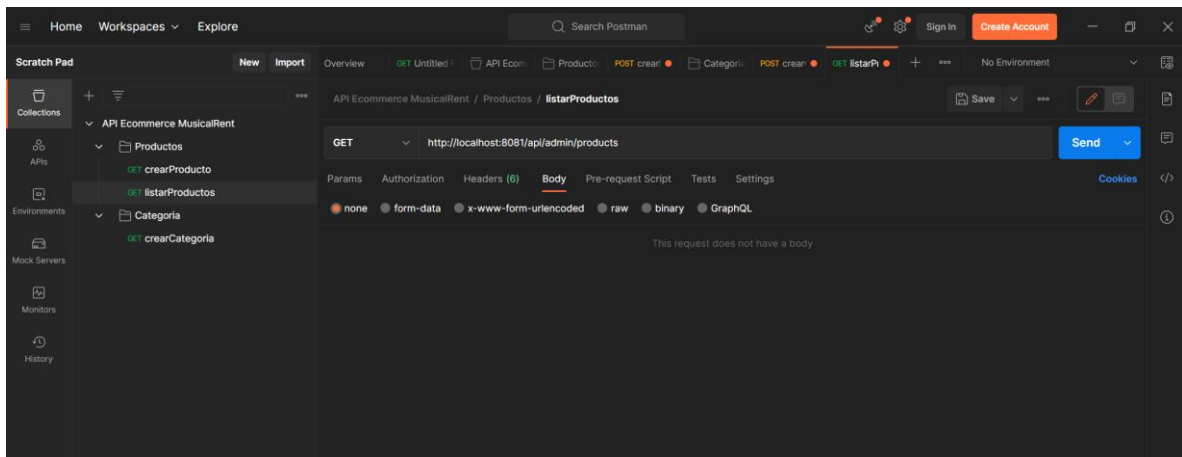 Home Workspaces Explore Search Postman Sign In Create Account
Scratch Pad New Import Overview GET Untitled API Ecom Producto POST crear Categori POST crear GET listarPr No Environment
Collections
APIs
Environments
Mock Servers
Monitors
History
API Ecommerce MusicalRent
Productos
GET crearProducto
GET listarProductos
Categoria
GET crearCategoria
API Ecommerce MusicalRent / Productos / listarProductos Save
GET http://localhost:8081/api/admin/products Send
Params Authorization Headers (6) Body Pre-request Script Tests Settings Cookies
none form-data x-www-form-urlencoded raw binary GraphQL
This request does not have a body